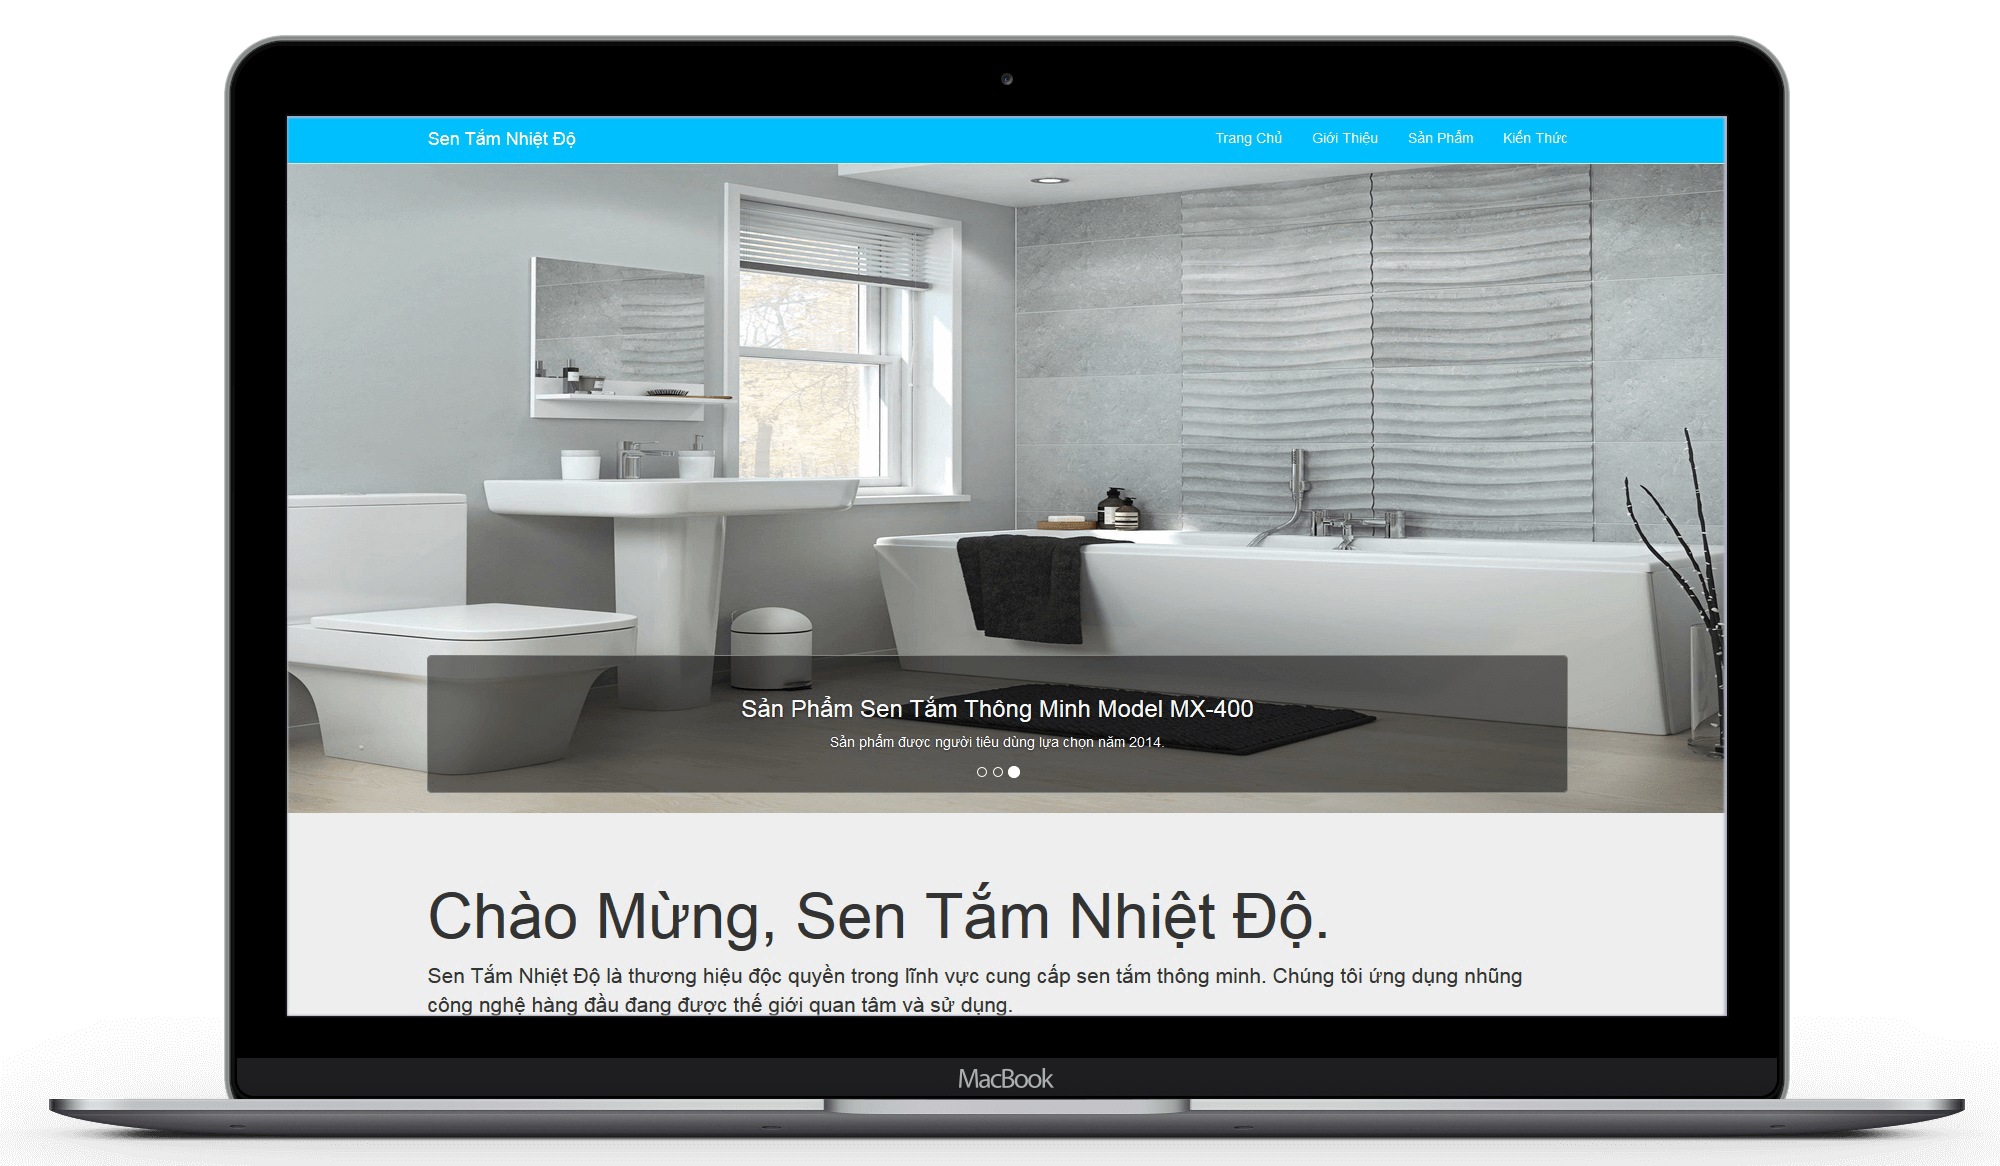 Sen Tắm Nhiệt Độ
Trang Chủ Giới Thiệu Sản Phẩm Kiến Thức
Sản Phẩm Sen Tắm Thông Minh Model MX-400
Sản phẩm được người tiêu dùng lựa chọn năm 2014.
Chào Mừng, Sen Tắm Nhiệt Độ.
Sen Tắm Nhiệt Độ là thương hiệu độc quyền trong lĩnh vực cung cấp sen tắm thông minh. Chúng tôi ứng dụng nhũng
công nghệ hàng đầu đang được thế giới quan tâm và sử dụng.
MacBook